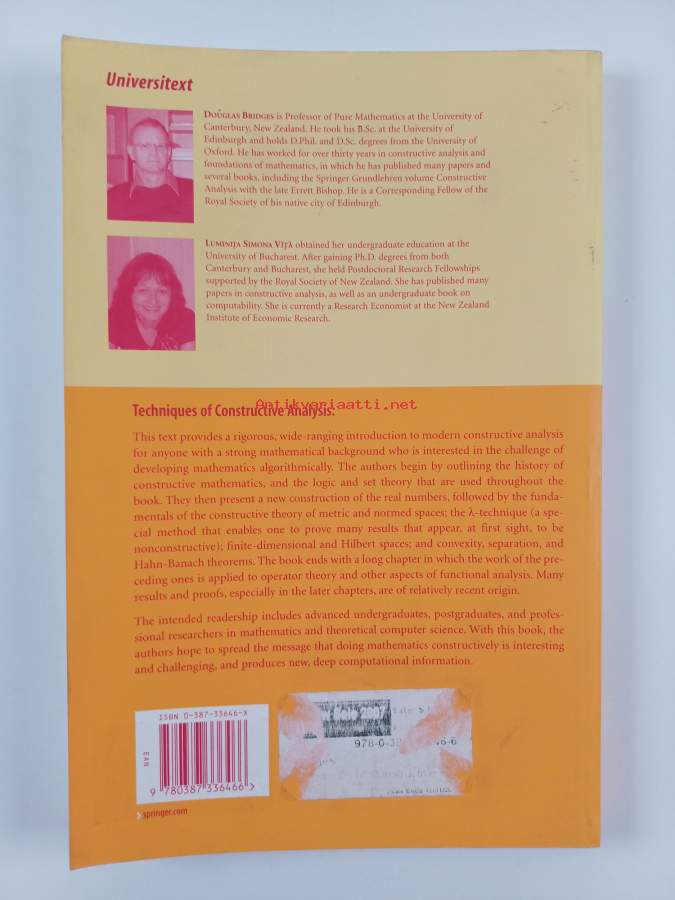 Universitext
DOUGLAS BRIDGES is Professor of Pure Mathematics at the University of
Canterbury, New Zealand. He took his B.Sc. at the University of
Edinburgh and holds D.Phil. and D.Sc. degrees from the University of
Oxford. He has worked for over thirty years in constructive analysis and
foundations of mathematics, in which he has published many papers and
several books, including the Springer Grundlehren volume Constructive
Analysis with the late Errett Bishop. He is a Corresponding Fellow of the
Royal Society of his native city of Edinburgh.
LUMINIȚA SIMONA VÎȚĂ obtained her undergraduate education at the
University of Bucharest. After gaining Ph.D. degrees from both
Canterbury and Bucharest, she held Postdoctoral Research Fellowships
supported by the Royal Society of New Zealand. She has published many
papers in constructive analysis, as well as an undergraduate book on
computability. She is currently a Research Economist at the New Zealand
Institute of Economic Research.
Antikvariaatti.net
Techniques of Constructive Analysis:
This text provides a rigorous, wide-ranging introduction to modern constructive analysis
for anyone with a strong mathematical background who is interested in the challenge of
developing mathematics algorithmically. The authors begin by outlining the history of
constructive mathematics, and the logic and set theory that are used throughout the
book. They then present a new construction of the real numbers, followed by the funda-
mentals of the constructive theory of metric and normed spaces; the λ-technique (a spe-
cial method that enables one to prove many results that appear, at first sight, to be
nonconstructive); finite-dimensional and Hilbert spaces; and convexity, separation, and
Hahn-Banach theorems. The book ends with a long chapter in which the work of the pre-
ceding ones is applied to operator theory and other aspects of functional analysis. Many
results and proofs, especially in the later chapters, are of relatively recent origin.
The intended readership includes advanced undergraduates, postgraduates, and profes-
sional researchers in mathematics and theoretical computer science. With this book, the
authors hope to spread the message that doing mathematics constructively is interesting
and challenging, and produces new, deep computational information.
ISBN 0-387-33646-X
EAN
9 780387 336466 >
978-0-3 6-6
springer.com